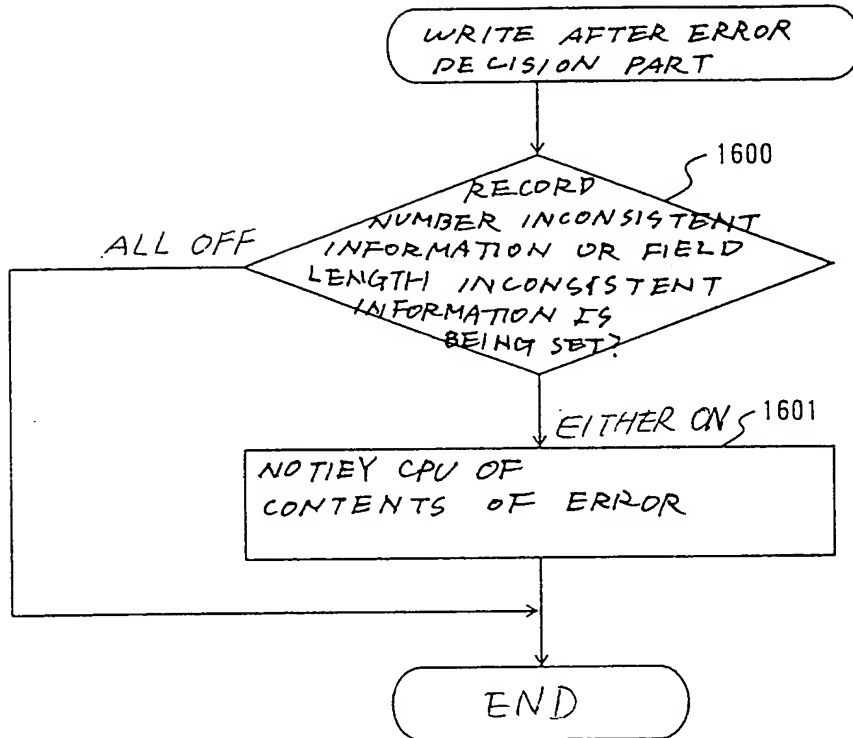 WRITE AFTER ERROR
DECISION PART
1600
RECORD
NUMBER INCONSISTENT
INFORMATION OR FIELD
LENGTH INCONSISTENT
INFORMATION IS
BEING SET?
ALL OFF
EITHER ON
1601
NOTIEY CPU OF
CONTENTS OF ERROR
END